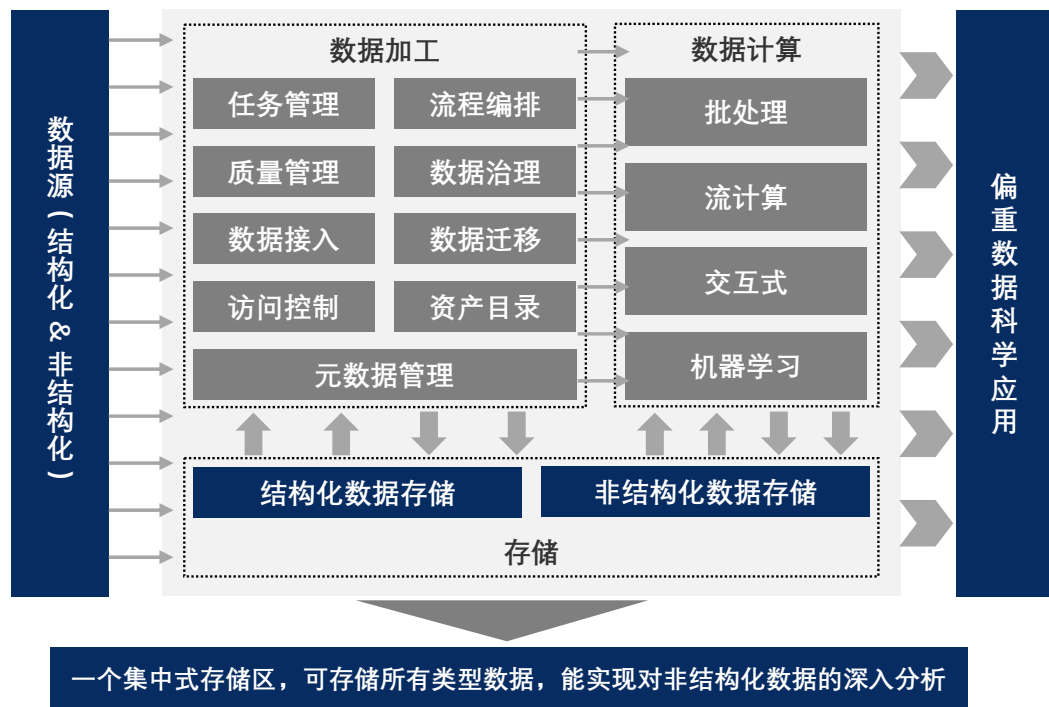 数据源(结构化&非结构化)
数据加工
任务管理
流程编排
质量管理
数据治理
数据接入
数据迁移
访问控制
资产目录
元数据管理
数据计算
批处理
流计算
交互式
机器学习
结构化数据存储
非结构化数据存储
存储
偏重数据科学应用
一个集中式存储区，可存储所有类型数据，能实现对非结构化数据的深入分析